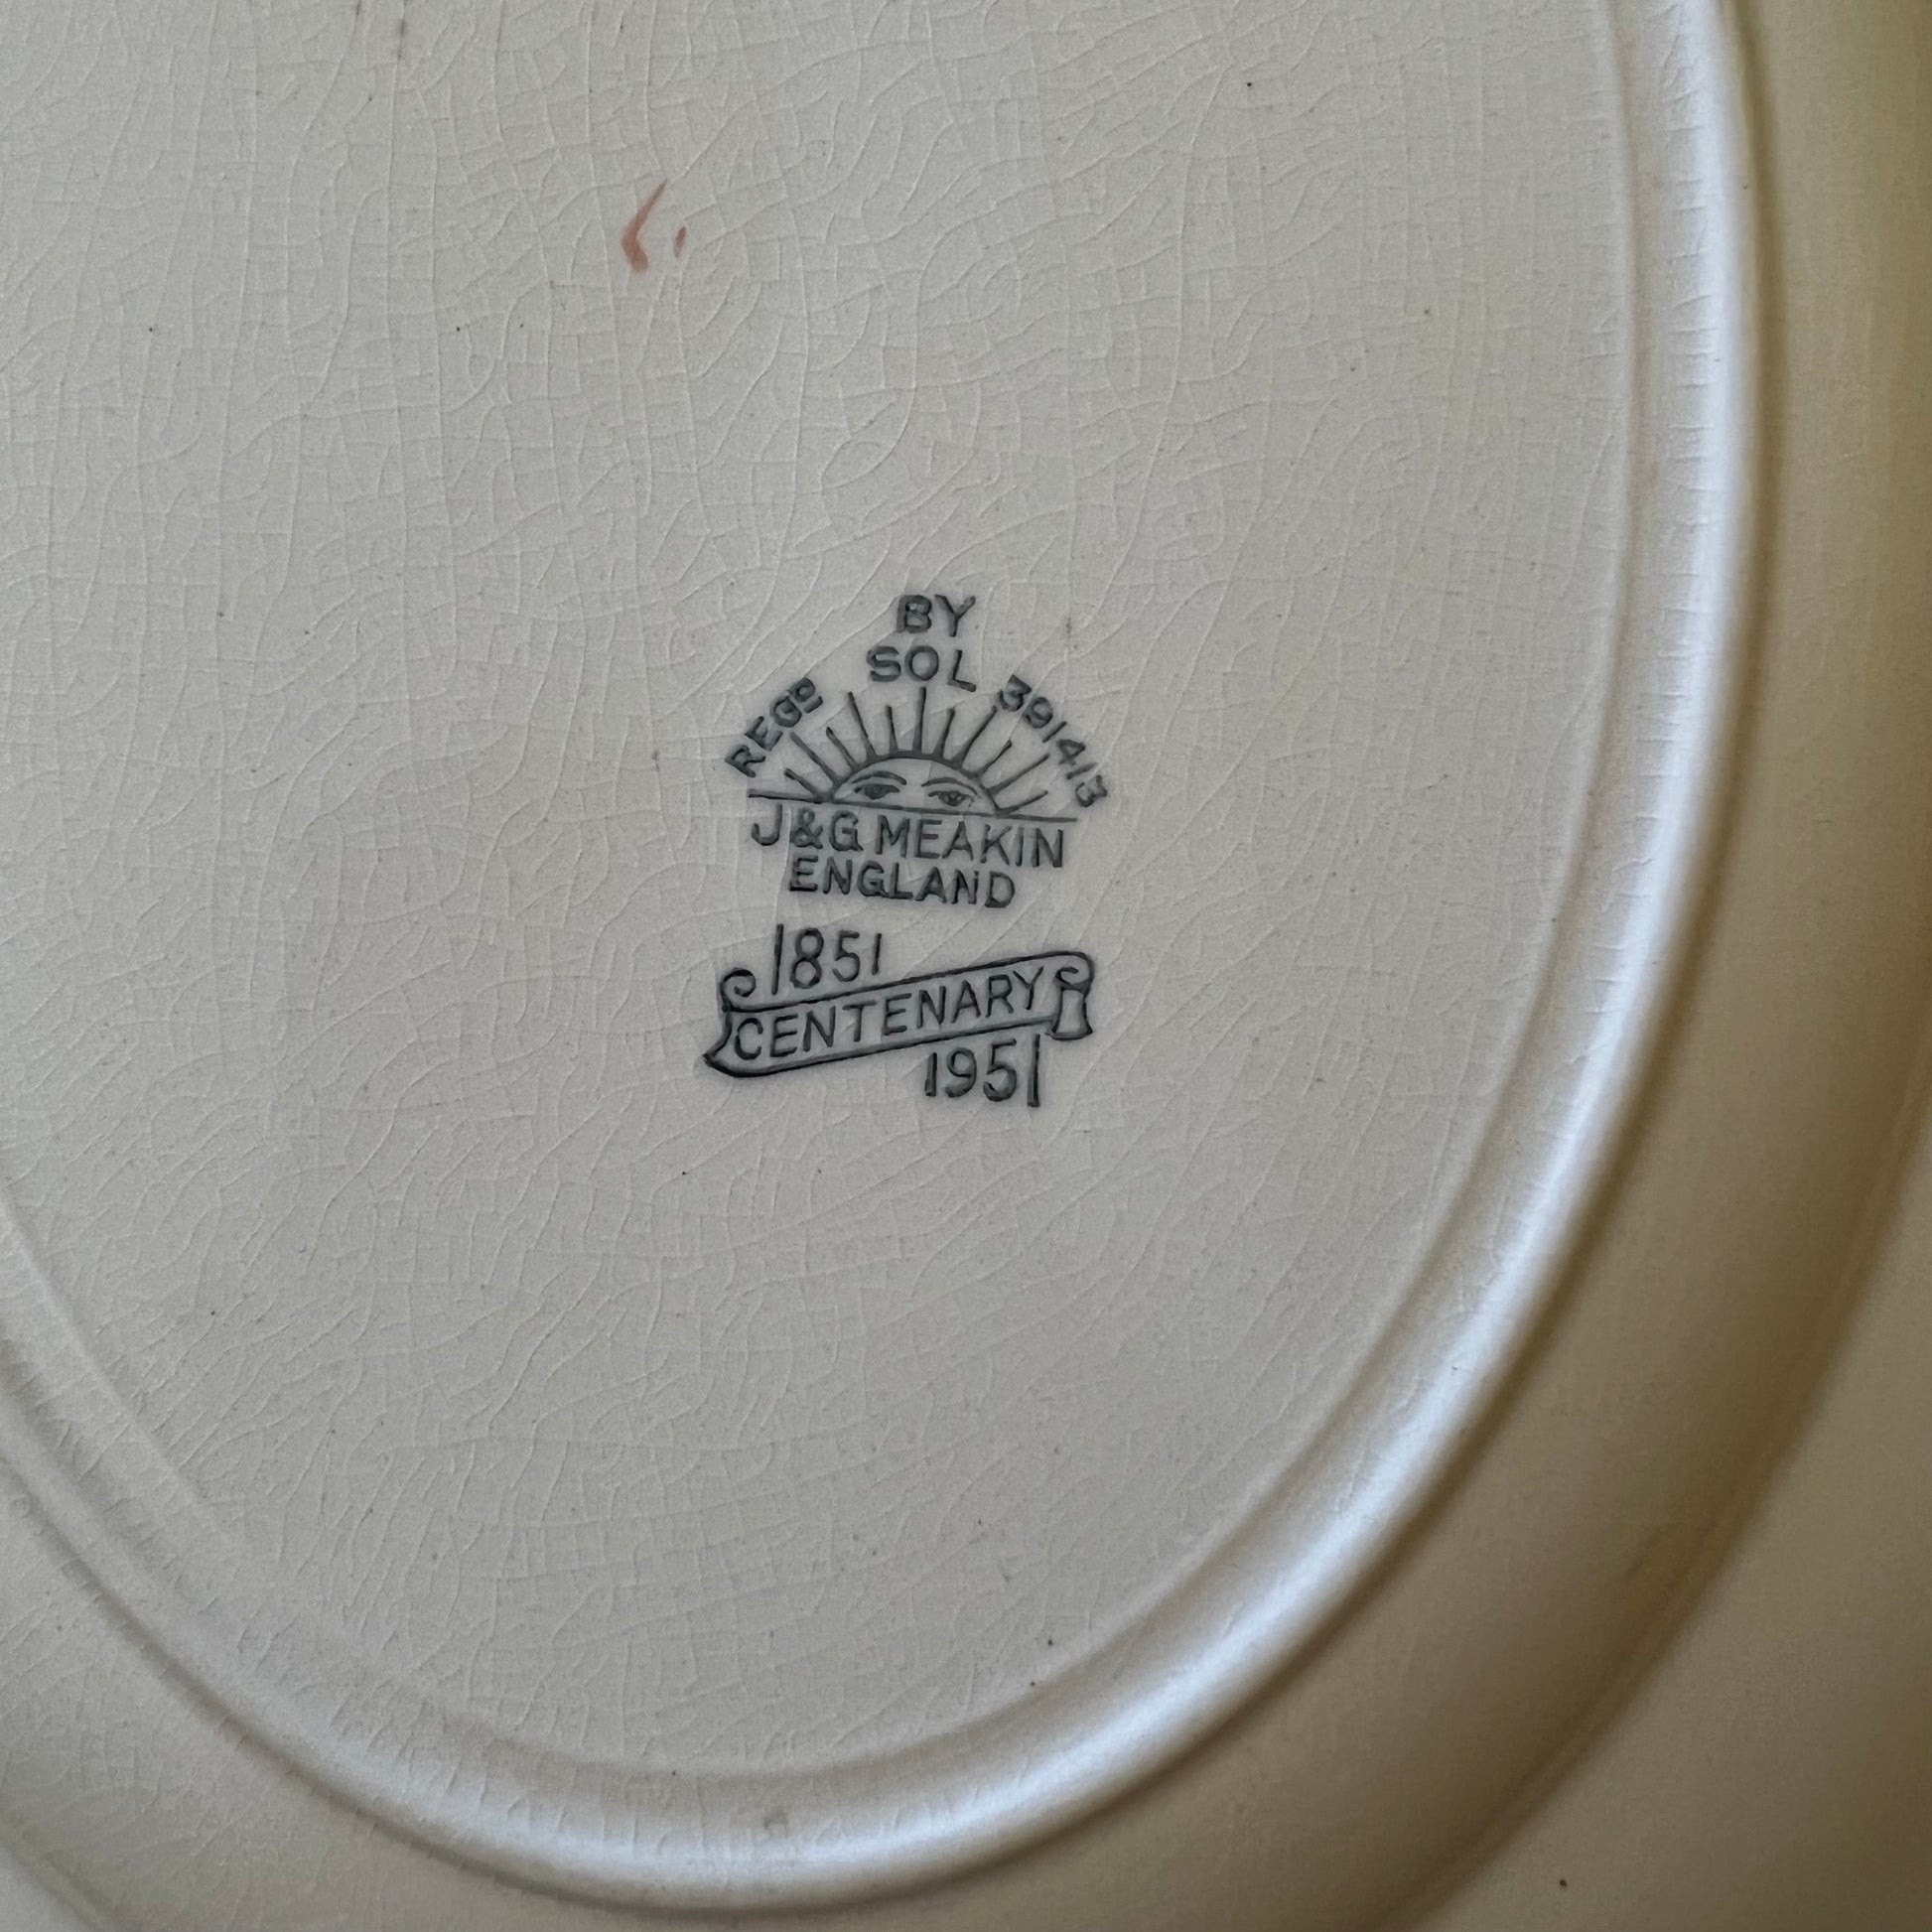 BY
SOL
REGD 391413
J&G MEAKIN
ENGLAND
1851
CENTENARY
1951